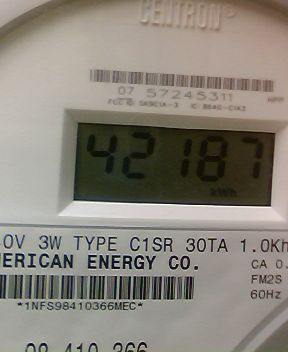 CENTRON®
07 57245311
42187
kWh
0V 3W TYPE C1SR 30TA 1.0Kh
ERICAN ENERGY CO.
CA 0.
FM2S
60Hz
*1NFS98410366MEC*
98 410 366